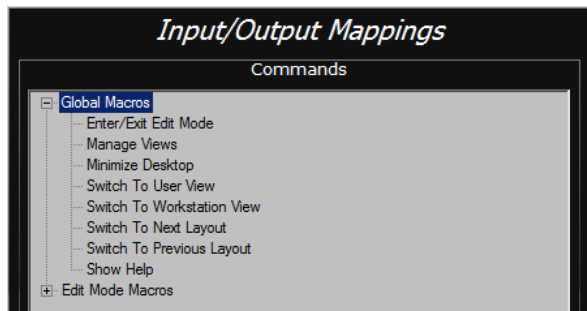 Input/Output Mappings
Commands
Global Macros
Enter/Exit Edit Mode
Manage Views
Minimize Desktop
Switch To User View
Switch To Workstation View
Switch To Next Layout
Switch To Previous Layout
Show Help
Edit Mode Macros